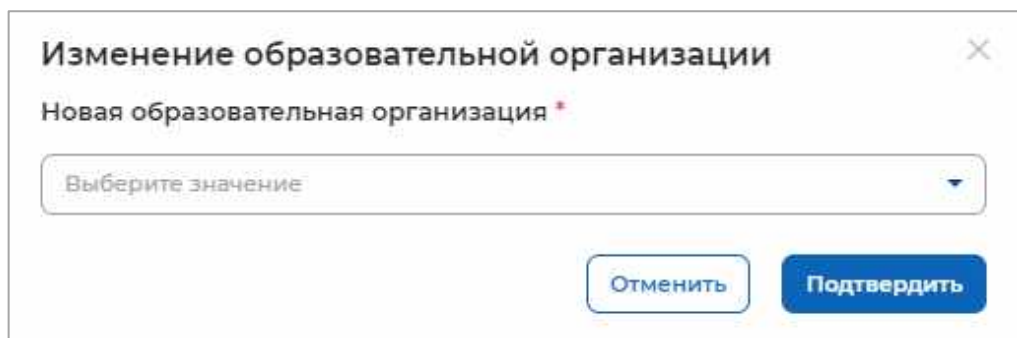 Изменение образовательной организации
Новая образовательная организация *
Выберите значение
Отменить
Подтвердить